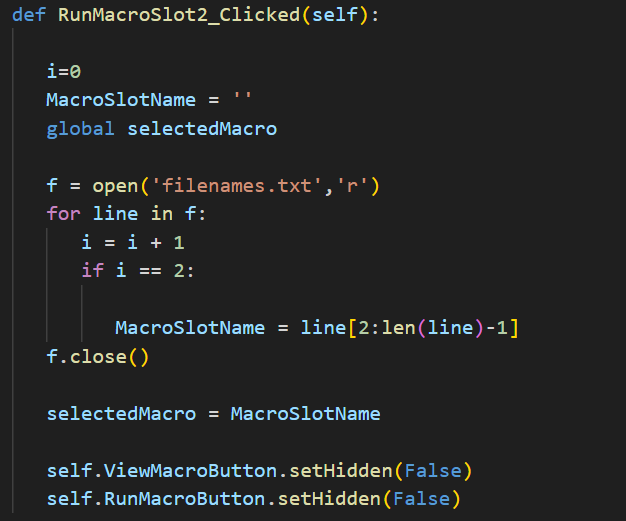 def RunMacroSlot2_Clicked(self):
i=0
MacroSlotName = ''
global selectedMacro
f = open('filenames.txt','r')
for line in f:
i = i + 1
if i == 2:
MacroSlotName = line[2:len(line)-1]
f.close()
selectedMacro = MacroSlotName
self.ViewMacroButton.setHidden(False)
self.RunMacroButton.setHidden(False)